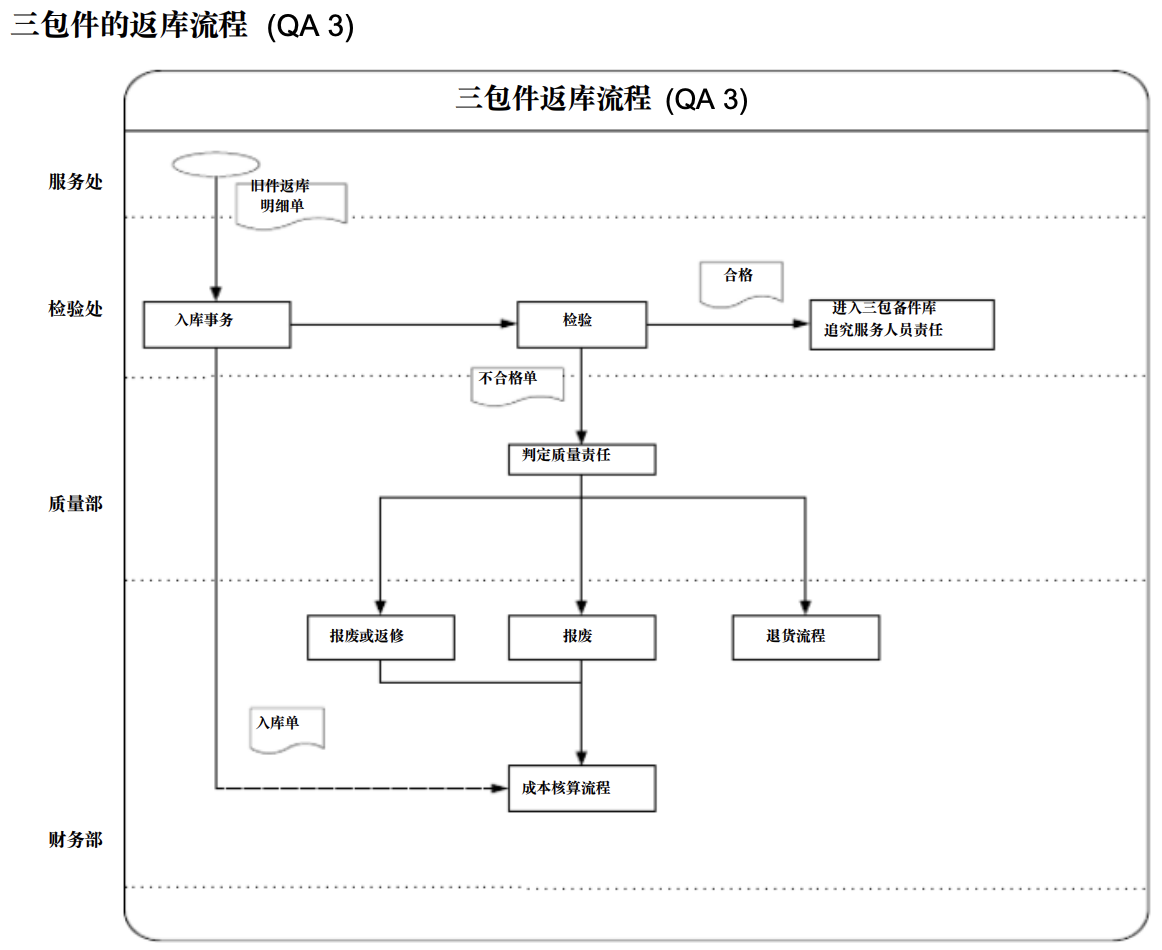 三包件的返库流程 (QA 3)
三包件返库流程 (QA 3)
服务处
旧件返库
明细单
检验处
入库事务
检验
合格
进入三包备件库
追究服务人员责任
不合格单
质量部
判定质量责任
报废或返修
报废
退货流程
入库单
成本核算流程
财务部